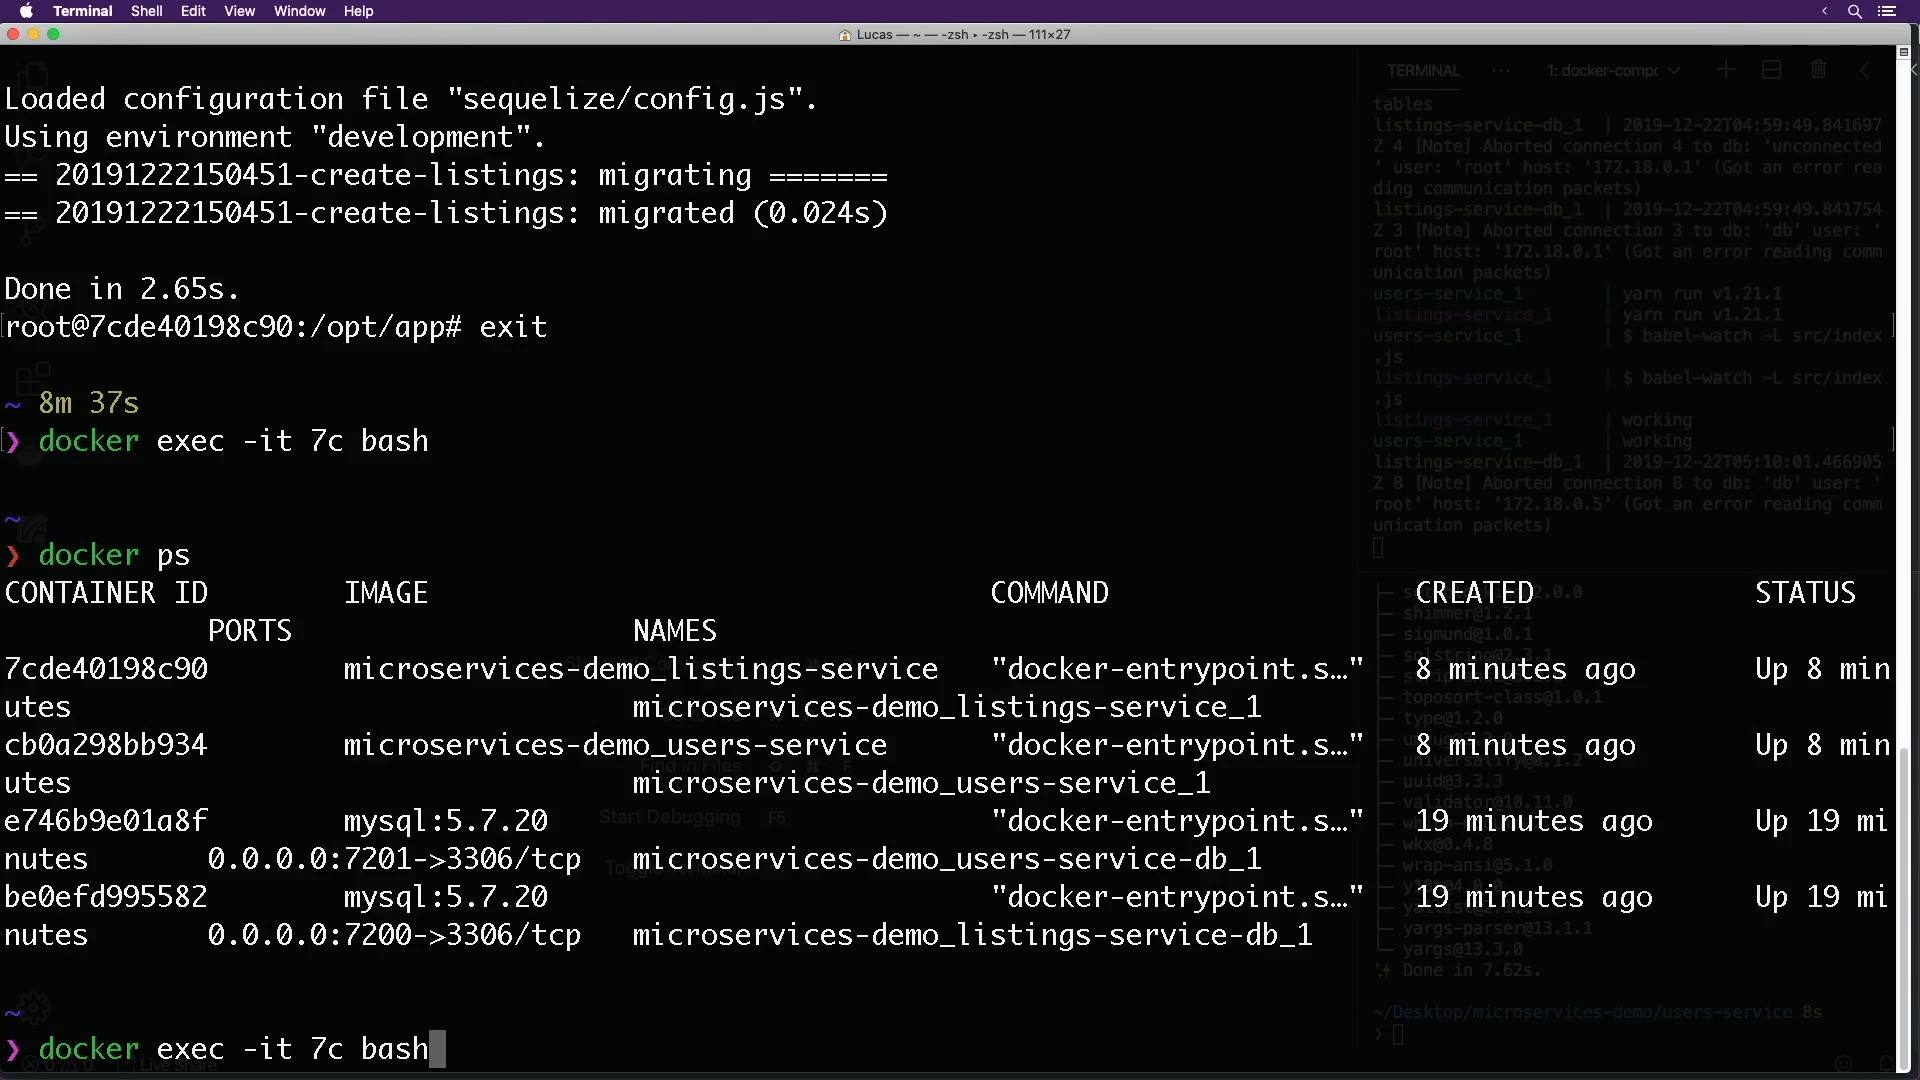 Terminal Shell Edit View Window Help
Lucas — ~ — -zsh ▸ -zsh — 111×27
Loaded configuration file "sequelize/config.js".
Using environment "development".
== 20191222150451-create-listings: migrating =======
== 20191222150451-create-listings: migrated (0.024s)
Done in 2.65s.
root@7cde40198c90:/opt/app# exit
~ 8m 37s
❯ docker exec -it 7c bash
~
❯ docker ps
CONTAINER ID IMAGE COMMAND CREATED STATUS
PORTS NAMES
7cde40198c90 microservices-demo_listings-service "docker-entrypoint.s…" 8 minutes ago Up 8 min
utes microservices-demo_listings-service_1
cb0a298bb934 microservices-demo_users-service "docker-entrypoint.s…" 8 minutes ago Up 8 min
utes microservices-demo_users-service_1
e746b9e01a8f mysql:5.7.20 "docker-entrypoint.s…" 19 minutes ago Up 19 mi
nutes 0.0.0.0:7201->3306/tcp microservices-demo_users-service-db_1
be0efd995582 mysql:5.7.20 "docker-entrypoint.s…" 19 minutes ago Up 19 mi
nutes 0.0.0.0:7200->3306/tcp microservices-demo_listings-service-db_1
~
❯ docker exec -it 7c bash
TERMINAL ··· 1: docker-compo
tables
listings-service-db_1 | 2019-12-22T04:59:49.841697
Z 4 [Note] Aborted connection 4 to db: 'unconnected
' user: 'root' host: '172.18.0.1' (Got an error rea
ding communication packets)
listings-service-db_1 | 2019-12-22T04:59:49.841754
Z 3 [Note] Aborted connection 3 to db: 'db' user: '
root' host: '172.18.0.1' (Got an error reading comm
unication packets)
users-service_1 | yarn run v1.21.1
listings-service_1 | yarn run v1.21.1
users-service_1 | $ babel-watch -L src/index
.js
listings-service_1 | $ babel-watch -L src/index
.js
listings-service_1 | working
users-service_1 | working
listings-service-db_1 | 2019-12-22T05:10:01.466905
Z 8 [Note] Aborted connection 8 to db: 'db' user: '
root' host: '172.18.0.5' (Got an error reading comm
unication packets)
shimmer@1.2.1
sigmund@1.0.1
toposort-class@1.0.1
type@1.2.0
universalify@0.1.2
uuid@3.3.3
validator@10.11.0
wkx@0.4.8
wrap-ansi@5.1.0
yargs-parser@13.1.1
yargs@13.3.0
Done in 7.62s.
~/Desktop/microservices-demo/users-service 8s
❯
Find in Files
Start Debugging F5
Live Share